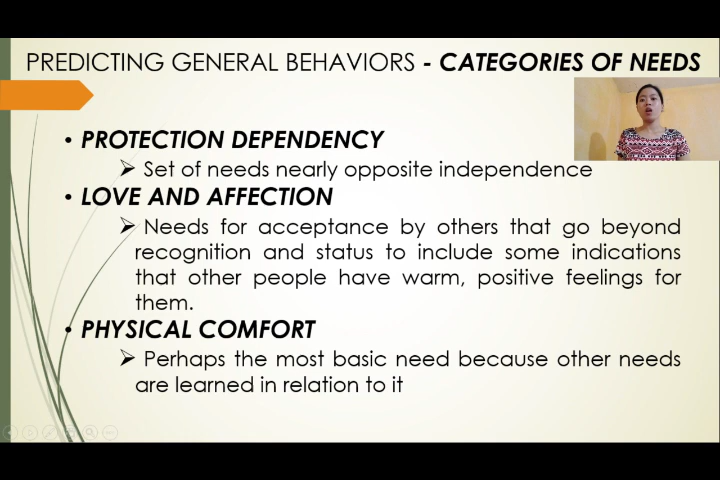 PREDICTING GENERAL BEHAVIORS - CATEGORIES OF NEEDS
• PROTECTION DEPENDENCY
➢ Set of needs nearly opposite independence
• LOVE AND AFFECTION
➢ Needs for acceptance by others that go beyond
recognition and status to include some indications
that other people have warm, positive feelings for
them.
• PHYSICAL COMFORT
➢ Perhaps the most basic need because other needs
are learned in relation to it